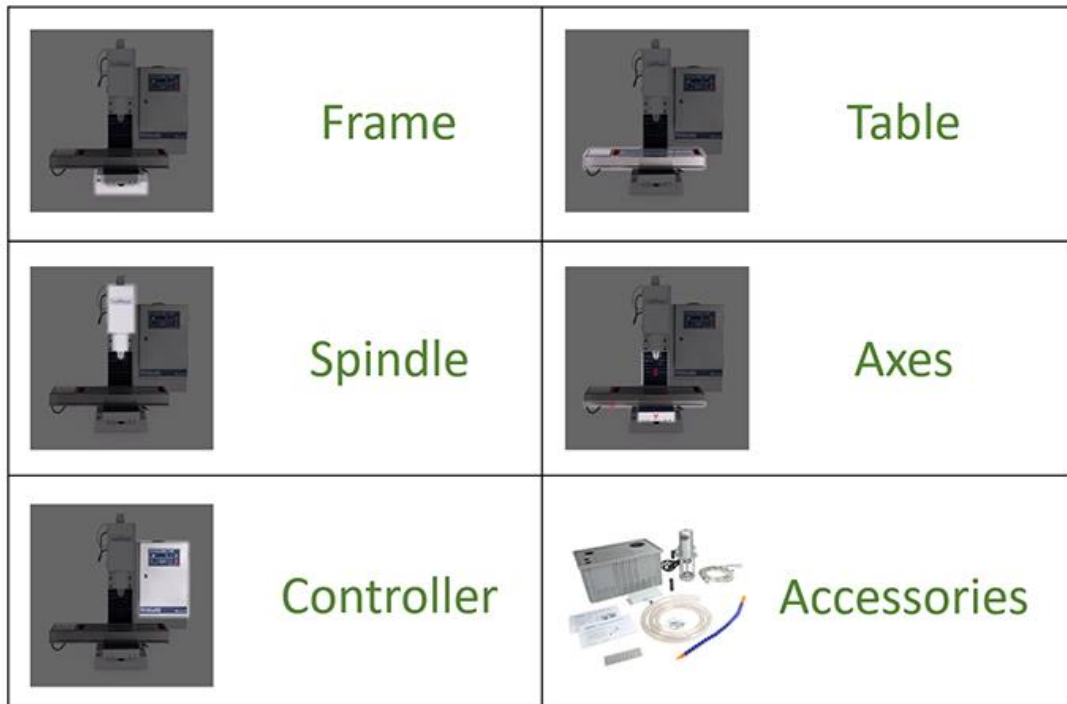 Frame
Table
Spindle
Axes
Controller
Accessories